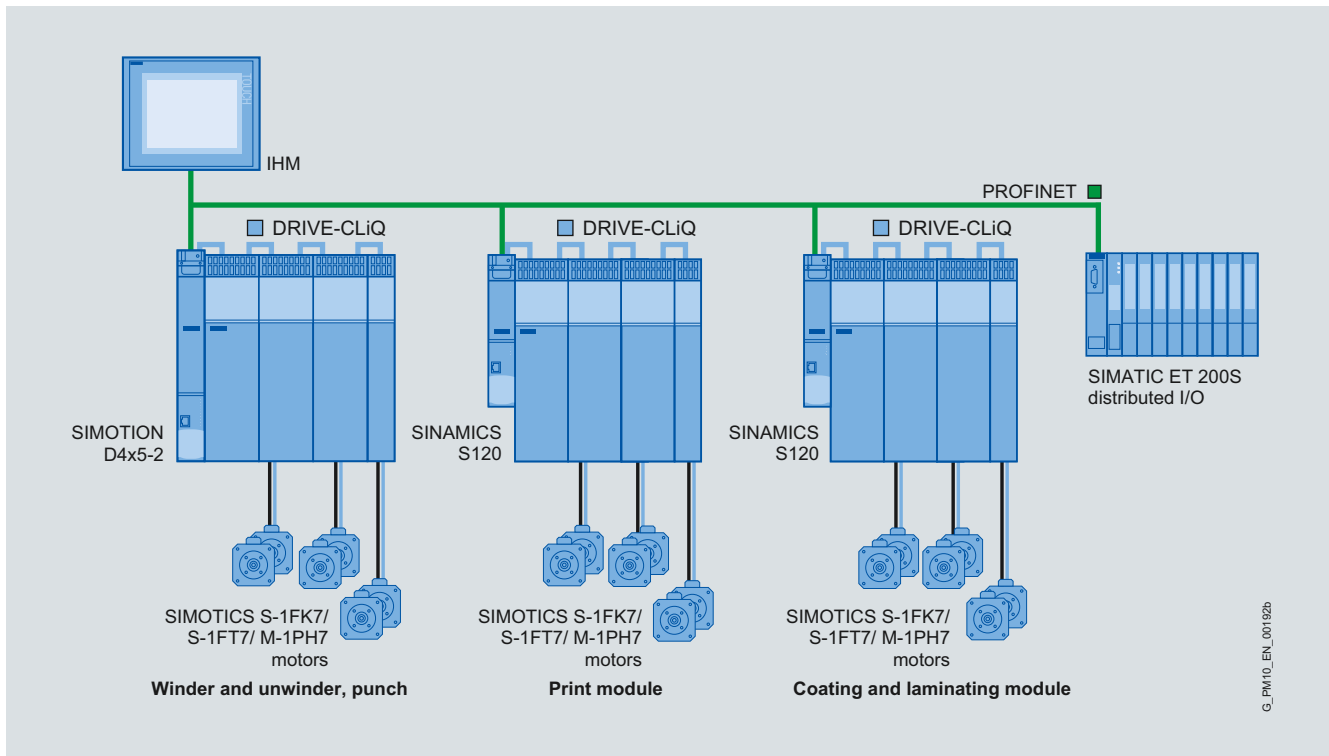 TOUCH
IHM
PROFINET
DRIVE-CLiQ
DRIVE-CLiQ
DRIVE-CLiQ
SIMATIC ET 200S
distributed I/O
SIMOTION
D4x5-2
SINAMICS
S120
SINAMICS
S120
SIMOTICS S-1FK7/
S-1FT7/ M-1PH7
motors
Winder and unwinder, punch
SIMOTICS S-1FK7/
S-1FT7/ M-1PH7
motors
Print module
SIMOTICS S-1FK7/
S-1FT7/ M-1PH7
motors
Coating and laminating module
G_PM10_EN_00192b